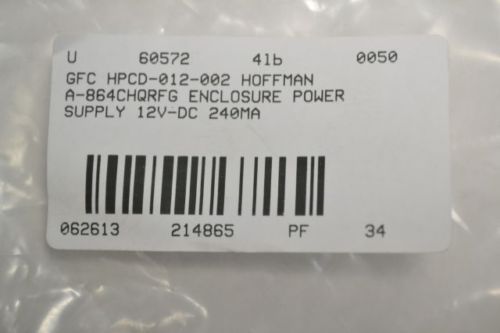 U 60572 41b 0050
GFC HPCD-012-002 HOFFMAN
A-864CHQRFG ENCLOSURE POWER
SUPPLY 12V-DC 240MA
062613 214865 PF 34